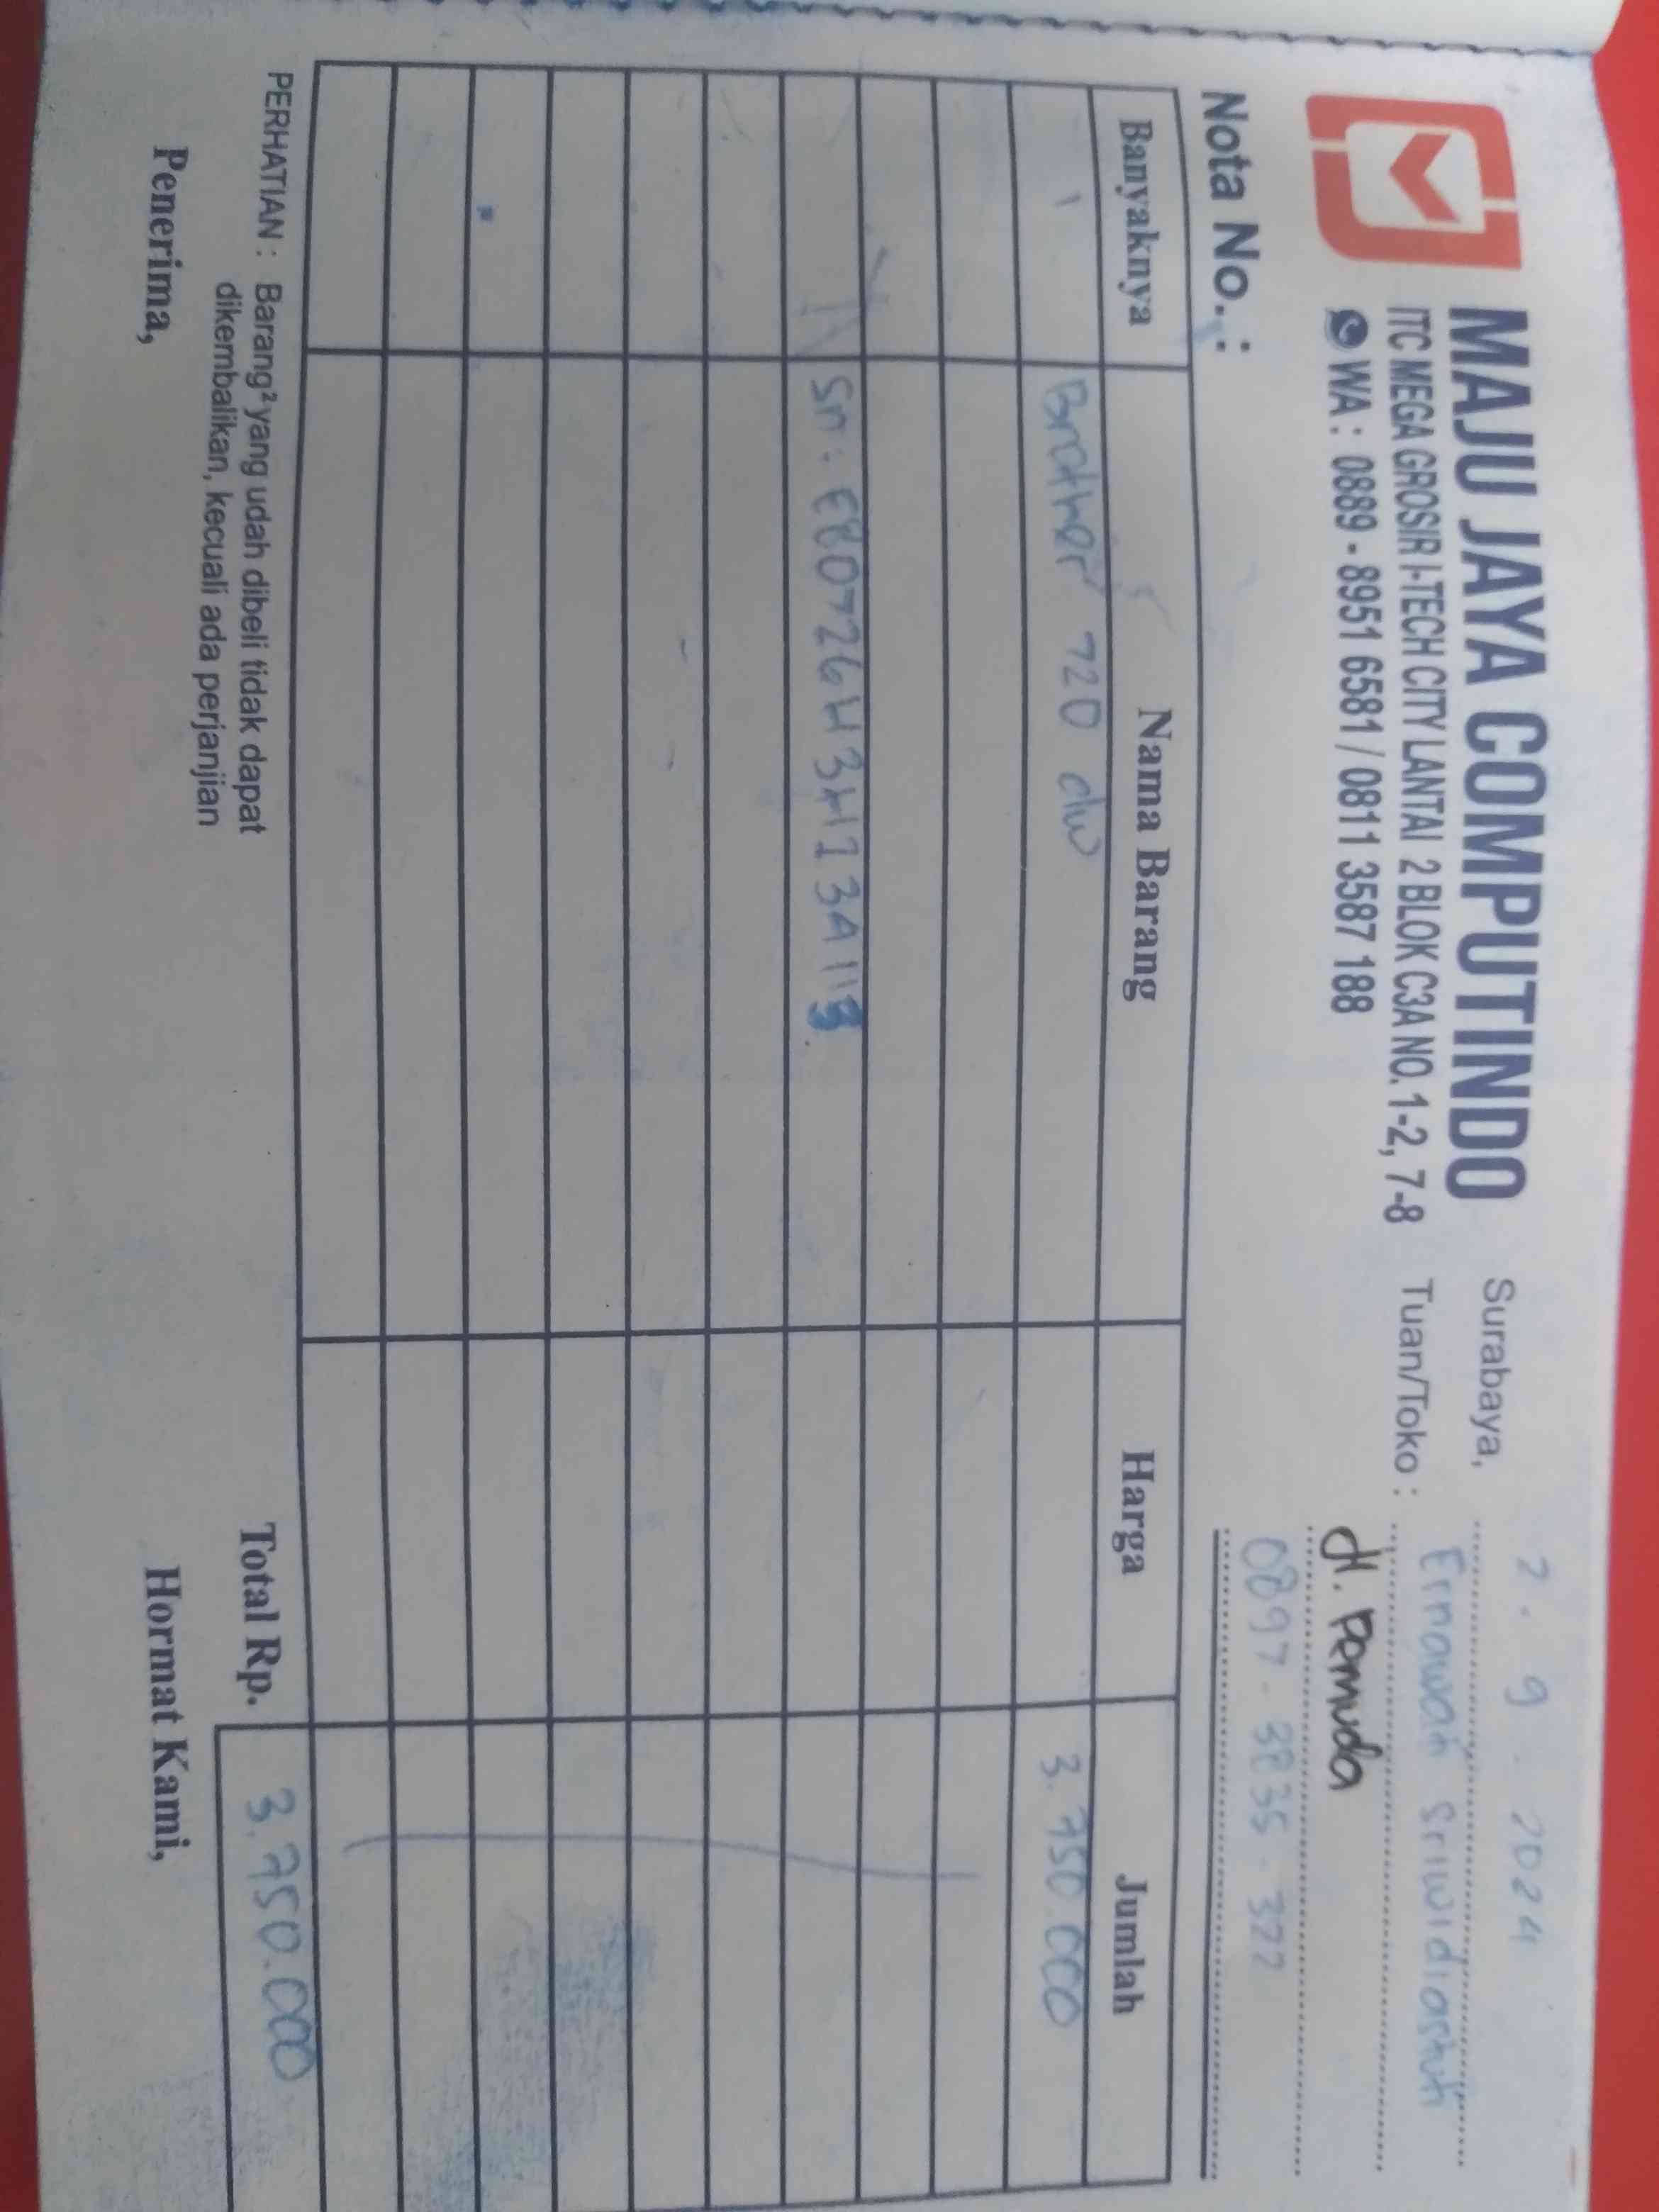 MAJU JAYA COMPUTINDO
ITC MEGA GROSIR I-TECH CITY LANTAI 2 BLOK C3A NO. 1-2, 7-8
WA : 0889 - 8951 6581 / 0811 3587 188
Surabaya, 2 . 9 . 2024
Tuan/Toko : Ernawati Sriwidiastuti
Jl. Pemuda
0897 - 3835 - 322
Nota No. :
Banyaknya Nama Barang Harga Jumlah
1 Brother 720 dw 3.750.000
Sn : E80726H3H13A113
PERHATIAN : Barang² yang udah dibeli tidak dapat
dikembalikan, kecuali ada perjanjian
Total Rp. 3.750.000
Penerima, Hormat Kami,